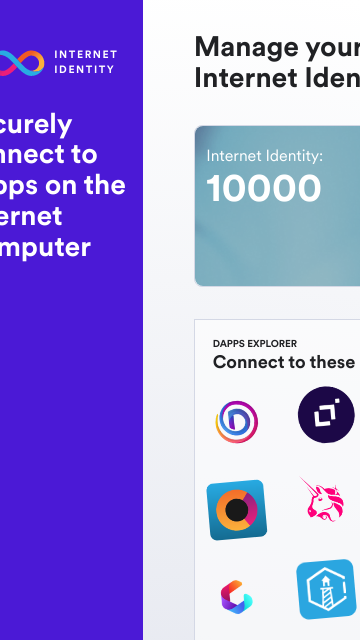 INTERNET
IDENTITY
curely
nnect to
pps on the
ernet
mputer
Manage your
Internet Iden
Internet Identity:
10000
DAPPS EXPLORER
Connect to these